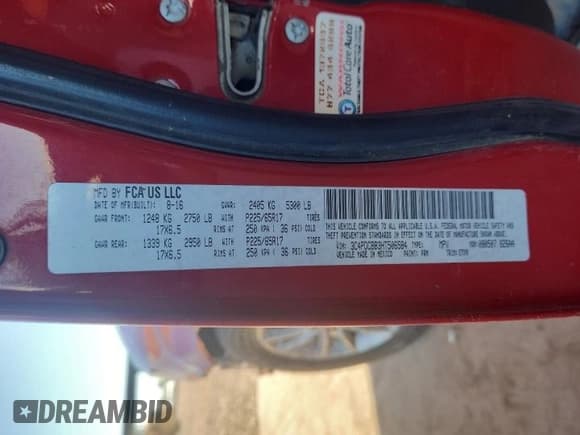 TotalCare Auto
MFD BY FCA US LLC
DATE OF MFR(BUILT): 8-16 GVWR: 2405 KG 5300 LB
GAWR FRONT: 1248 KG 2750 LB WITH P225/65R17 TIRES
17X6.5 RIMS AT 250 KPA ( 36 PSI) COLD
GAWR REAR: 1339 KG 2950 LB WITH P225/65R17 TIRES
17X6.5 RIMS AT 250 KPA ( 36 PSI) COLD
THIS VEHICLE CONFORMS TO ALL APPLICABLE U.S.A. FEDERAL MOTOR VEHICLE SAFETY AND
THEFT PREVENTION STANDARDS IN EFFECT ON THE DATE OF MANUFACTURE SHOWN ABOVE.
VIN: TYPE: MPV
VEHICLE MADE IN MEXICO PAINT: PRM
DREAMBID